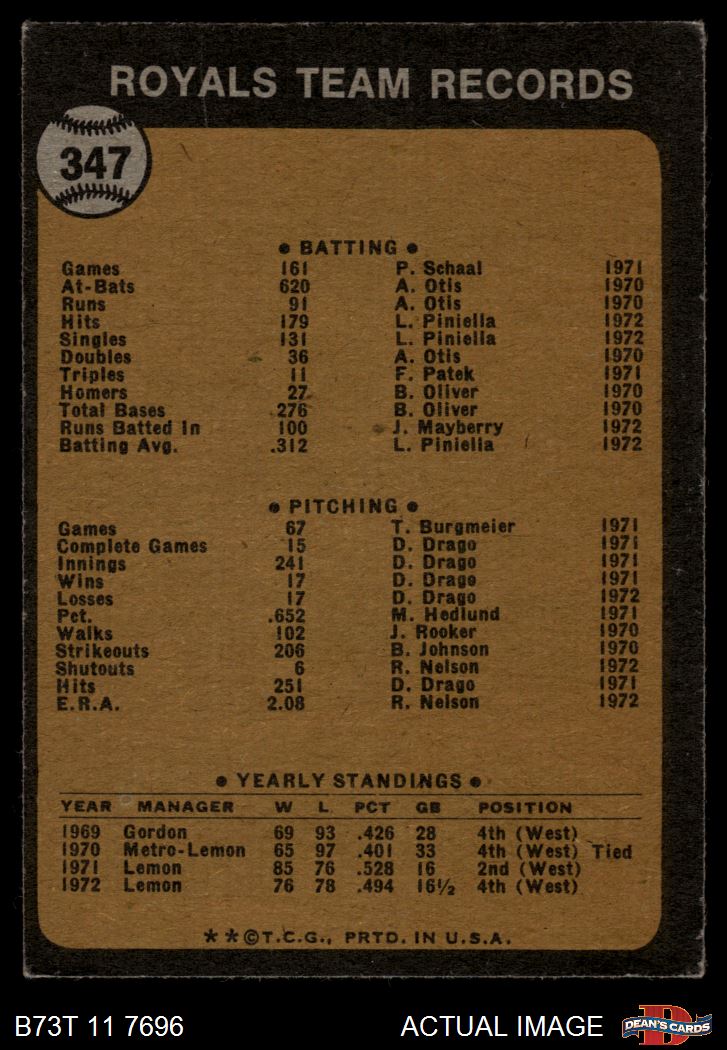 ROYALS TEAM RECORDS
347
• BATTING •
Games 161 P. Schaal 1971
At-Bats 620 A. Otis 1970
Runs 91 A. Otis 1970
Hits 179 L. Piniella 1972
Singles 131 L. Piniella 1972
Doubles 36 A. Otis 1970
Triples 11 F. Patek 1971
Homers 27 B. Oliver 1970
Total Bases 276 B. Oliver 1970
Runs Batted In 100 J. Mayberry 1972
Batting Avg. .312 L. Piniella 1972
• PITCHING •
Games 67 T. Burgmeier 1971
Complete Games 15 D. Drago 1971
Innings 241 D. Drago 1971
Wins 17 D. Drago 1971
Losses 17 D. Drago 1972
Pct. .652 M. Hedlund 1971
Walks 102 J. Rooker 1970
Strikeouts 206 B. Johnson 1970
Shutouts 6 R. Nelson 1972
Hits 251 D. Drago 1971
E.R.A. 2.08 R. Nelson 1972
• YEARLY STANDINGS •
YEAR MANAGER W L PCT GB POSITION
1969 Gordon 69 93 .426 28 4th (West)
1970 Metro-Lemon 65 97 .401 33 4th (West) Tied
1971 Lemon 85 76 .528 16 2nd (West)
1972 Lemon 76 78 .494 16½ 4th (West)
**©T.C.G., PRTD. IN U.S.A.
B73T 11 7696 ACTUAL IMAGE D DEAN'S CARDS